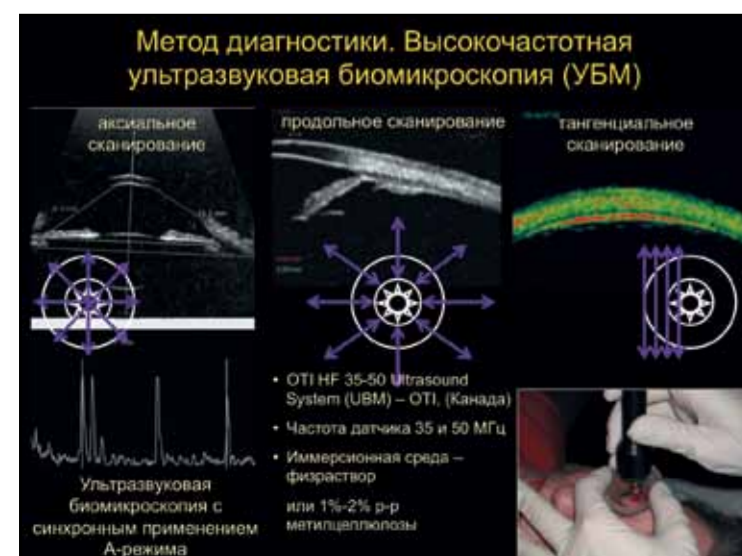 Метод диагностики. Высокочастотная
ультразвуковая биомикроскопия (УБМ)
аксиальное
сканирование
продольное сканирование
тангенциальное
сканирование
Ультразвуковая
биомикроскопия с
синхронным применением
А-режима
• OTI HF 35-50 Ultrasound
System (UBM) – OTI, (Канада)
• Частота датчика 35 и 50 МГц
• Иммерсионная среда –
физраствор
или 1%-2% р-р
метилцеллюлозы